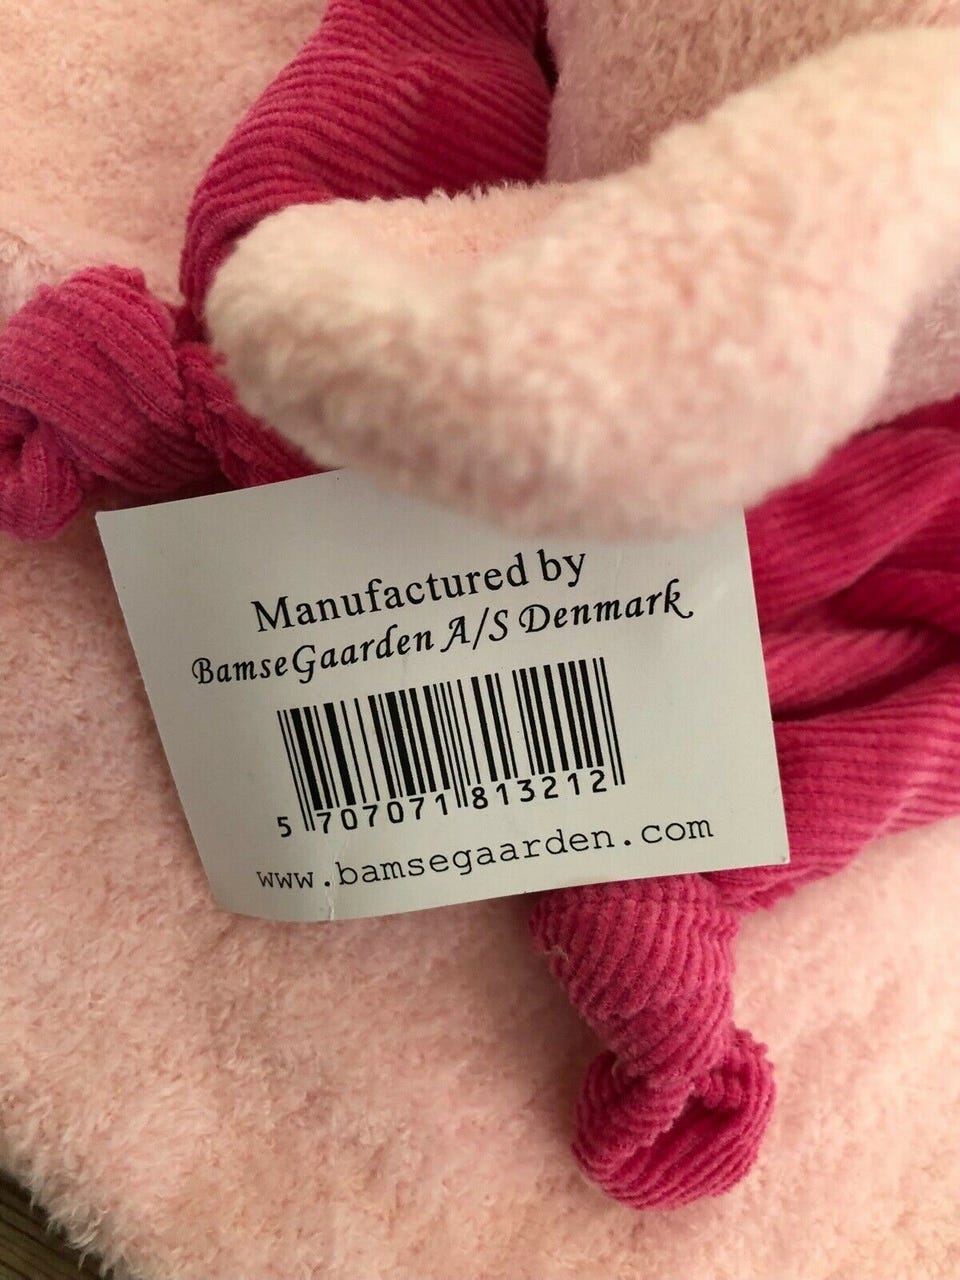 Manufactured by
BamseGaarden A/S Denmark
5 707071 813212
www.bamsegaarden.com